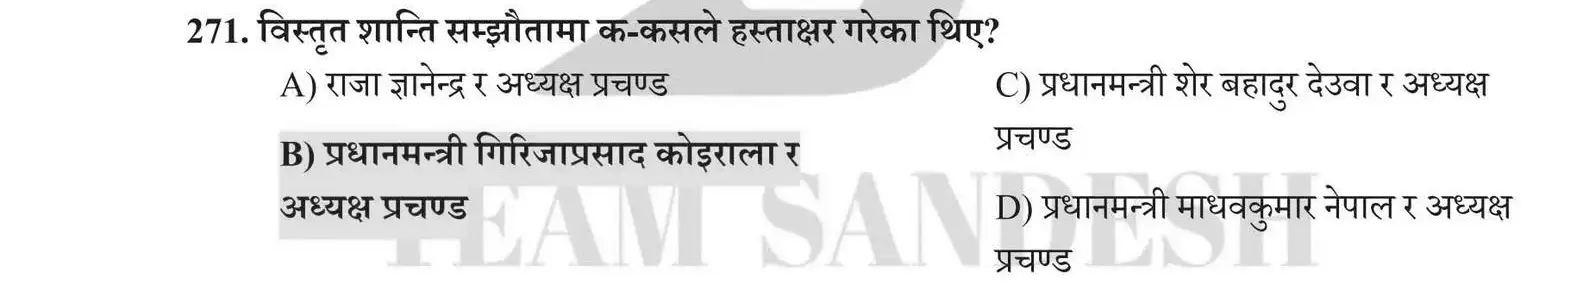 271. विस्तृत शान्ति सम्झौतामा क-कसले हस्ताक्षर गरेका थिए?
A) राजा ज्ञानेन्द्र र अध्यक्ष प्रचण्ड
B) प्रधानमन्त्री गिरिजाप्रसाद कोइराला र
अध्यक्ष प्रचण्ड
C) प्रधानमन्त्री शेर बहादुर देउवा र अध्यक्ष
प्रचण्ड
D) प्रधानमन्त्री माधवकुमार नेपाल र अध्यक्ष
प्रचण्ड
TEAM SANDESH